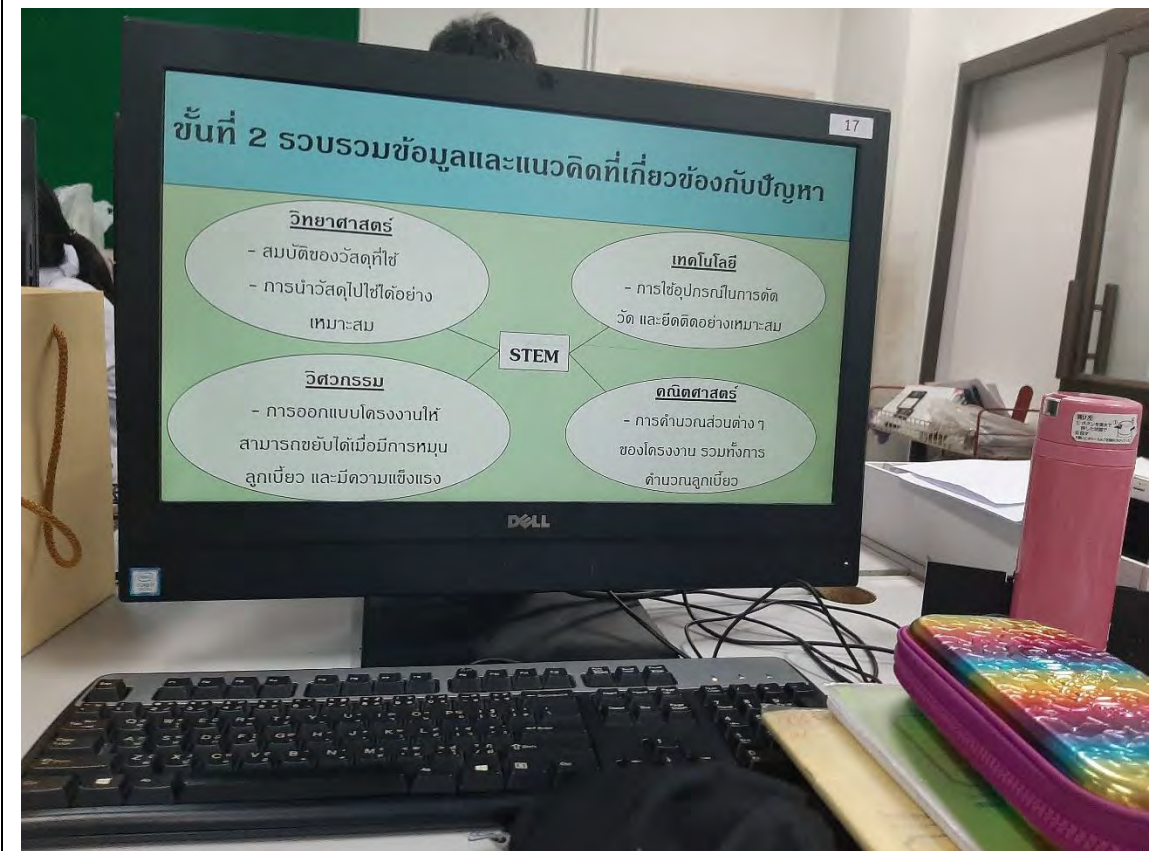 17
ขั้นที่ 2 รวบรวมข้อมูลและแนวคิดที่เกี่ยวข้องกับปัญหา
วิทยาศาสตร์
- สมบัติของวัสดุที่ใช้
- การนำวัสดุไปใช้ได้อย่าง
เหมาะสม
เทคโนโลยี
- การใช้อุปกรณ์ในการตัด
วัด และยึดติดอย่างเหมาะสม
STEM
วิศวกรรม
- การออกแบบโครงงานให้
สามารถขยับได้เมื่อมีการหมุน
ลูกเบี้ยว และมีความแข็งแรง
คณิตศาสตร์
- การคำนวณส่วนต่าง ๆ
ของโครงงาน รวมทั้งการ
คำนวณลูกเบี้ยว
DELL